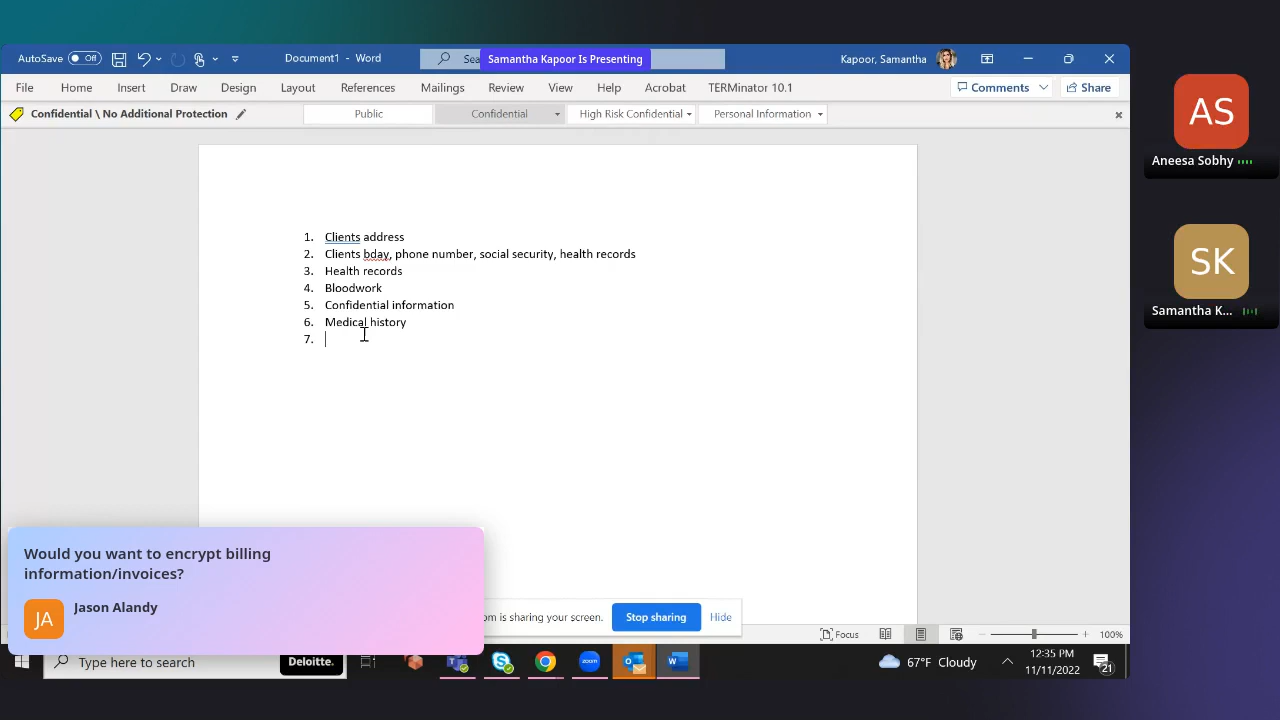 AutoSave Off
Document1 - Word
Sea
Samantha Kapoor Is Presenting
Kapoor, Samantha
File Home Insert Draw Design Layout References Mailings Review View Help Acrobat TERMinator 10.1
Comments Share
Confidential \ No Additional Protection
Public Confidential High Risk Confidential Personal Information
AS
Aneesa Sobhy
SK
Samantha K...
1. Clients address
2. Clients bday, phone number, social security, health records
3. Health records
4. Bloodwork
5. Confidential information
6. Medical history
7.
Would you want to encrypt billing
information/invoices?
JA
Jason Alandy
om is sharing your screen. Stop sharing Hide
Focus
100%
Type here to search
Deloitte.
zoom
67°F Cloudy
12:35 PM
11/11/2022
21